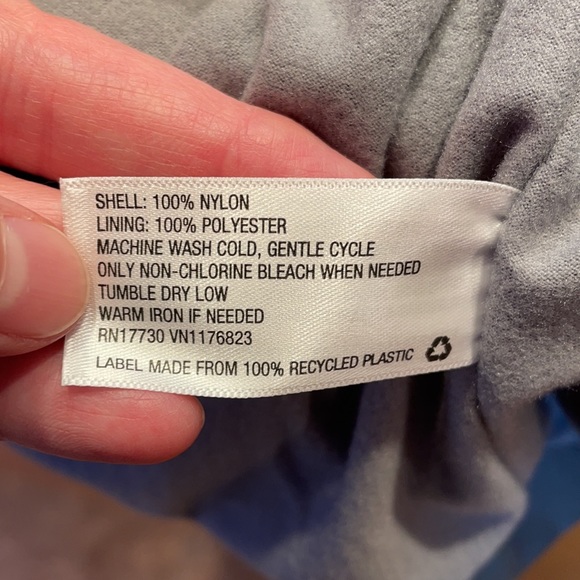 SHELL: 100% NYLON
LINING: 100% POLYESTER
MACHINE WASH COLD, GENTLE CYCLE
ONLY NON-CHLORINE BLEACH WHEN NEEDED
TUMBLE DRY LOW
WARM IRON IF NEEDED
RN17730 VN1176823
LABEL MADE FROM 100% RECYCLED PLASTIC